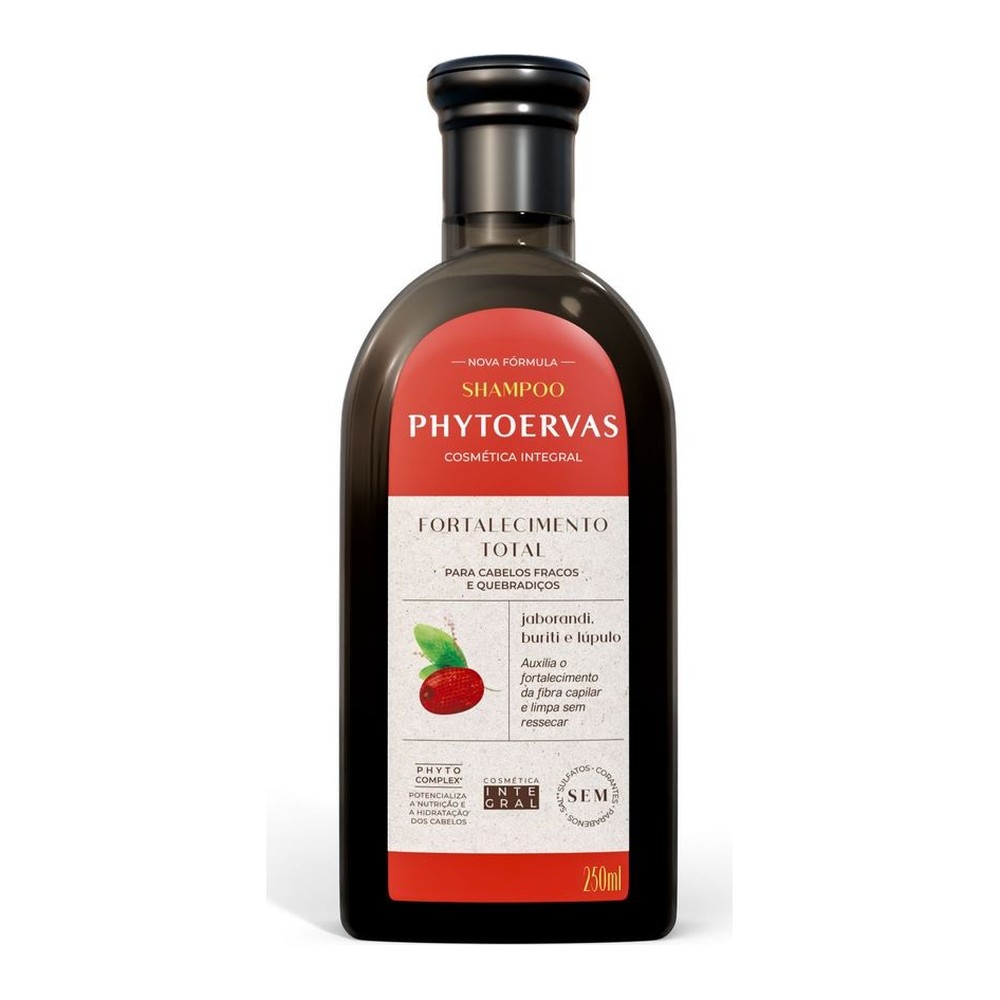 NOVA FÓRMULA
SHAMPOO
PHYTOERVAS
COSMÉTICA INTEGRAL
FORTALECIMENTO
TOTAL
PARA CABELOS FRACOS
E QUEBRADIÇOS
jaborandi,
buriti e lúpulo
Auxilia o
fortalecimento
da fibra capilar
e limpa sem
ressecar
PHYTO
COMPLEX*
POTENCIALIZA
A NUTRIÇÃO E
A HIDRATAÇÃO
DOS CABELOS
COSMÉTICA
INTE
GRAL
SEM
SAL** • SULFATOS • CORANTES • PARABENOS •
250ml